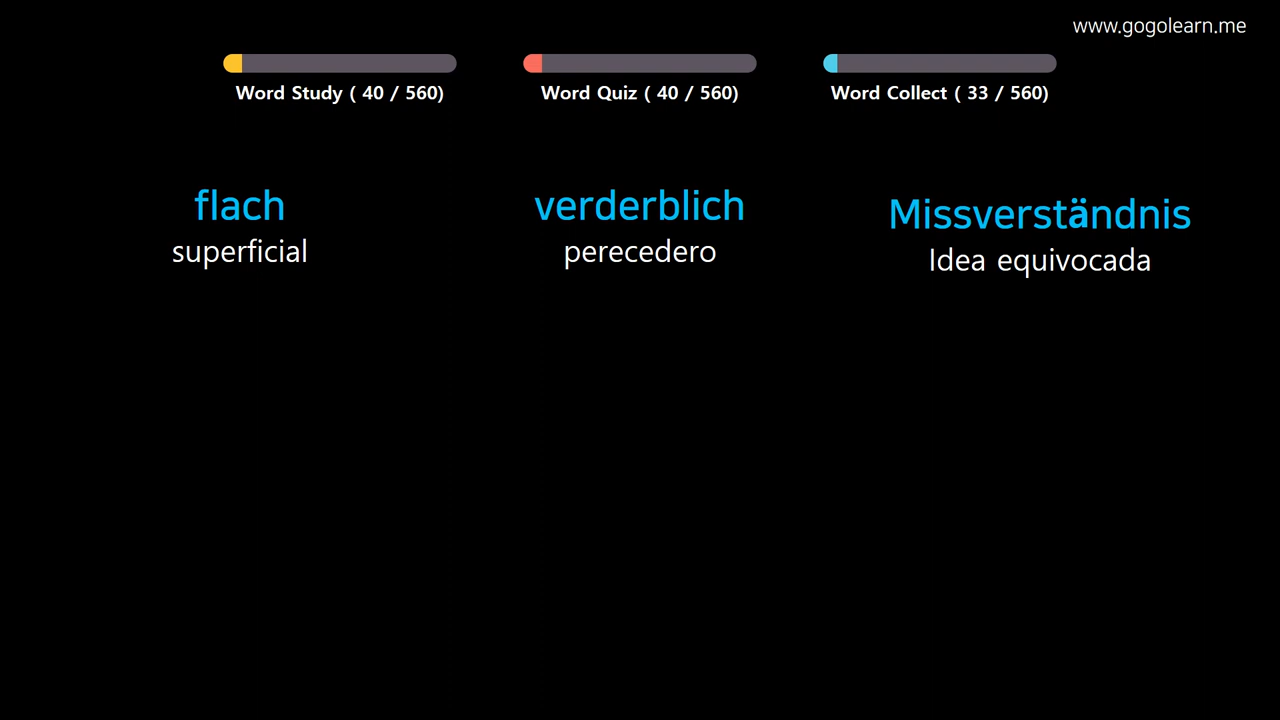 www.gogolearn.me
Word Study ( 40 / 560)
Word Quiz ( 40 / 560)
Word Collect ( 33 / 560)
flach
superficial
verderblich
perecedero
Missverständnis
Idea equivocada